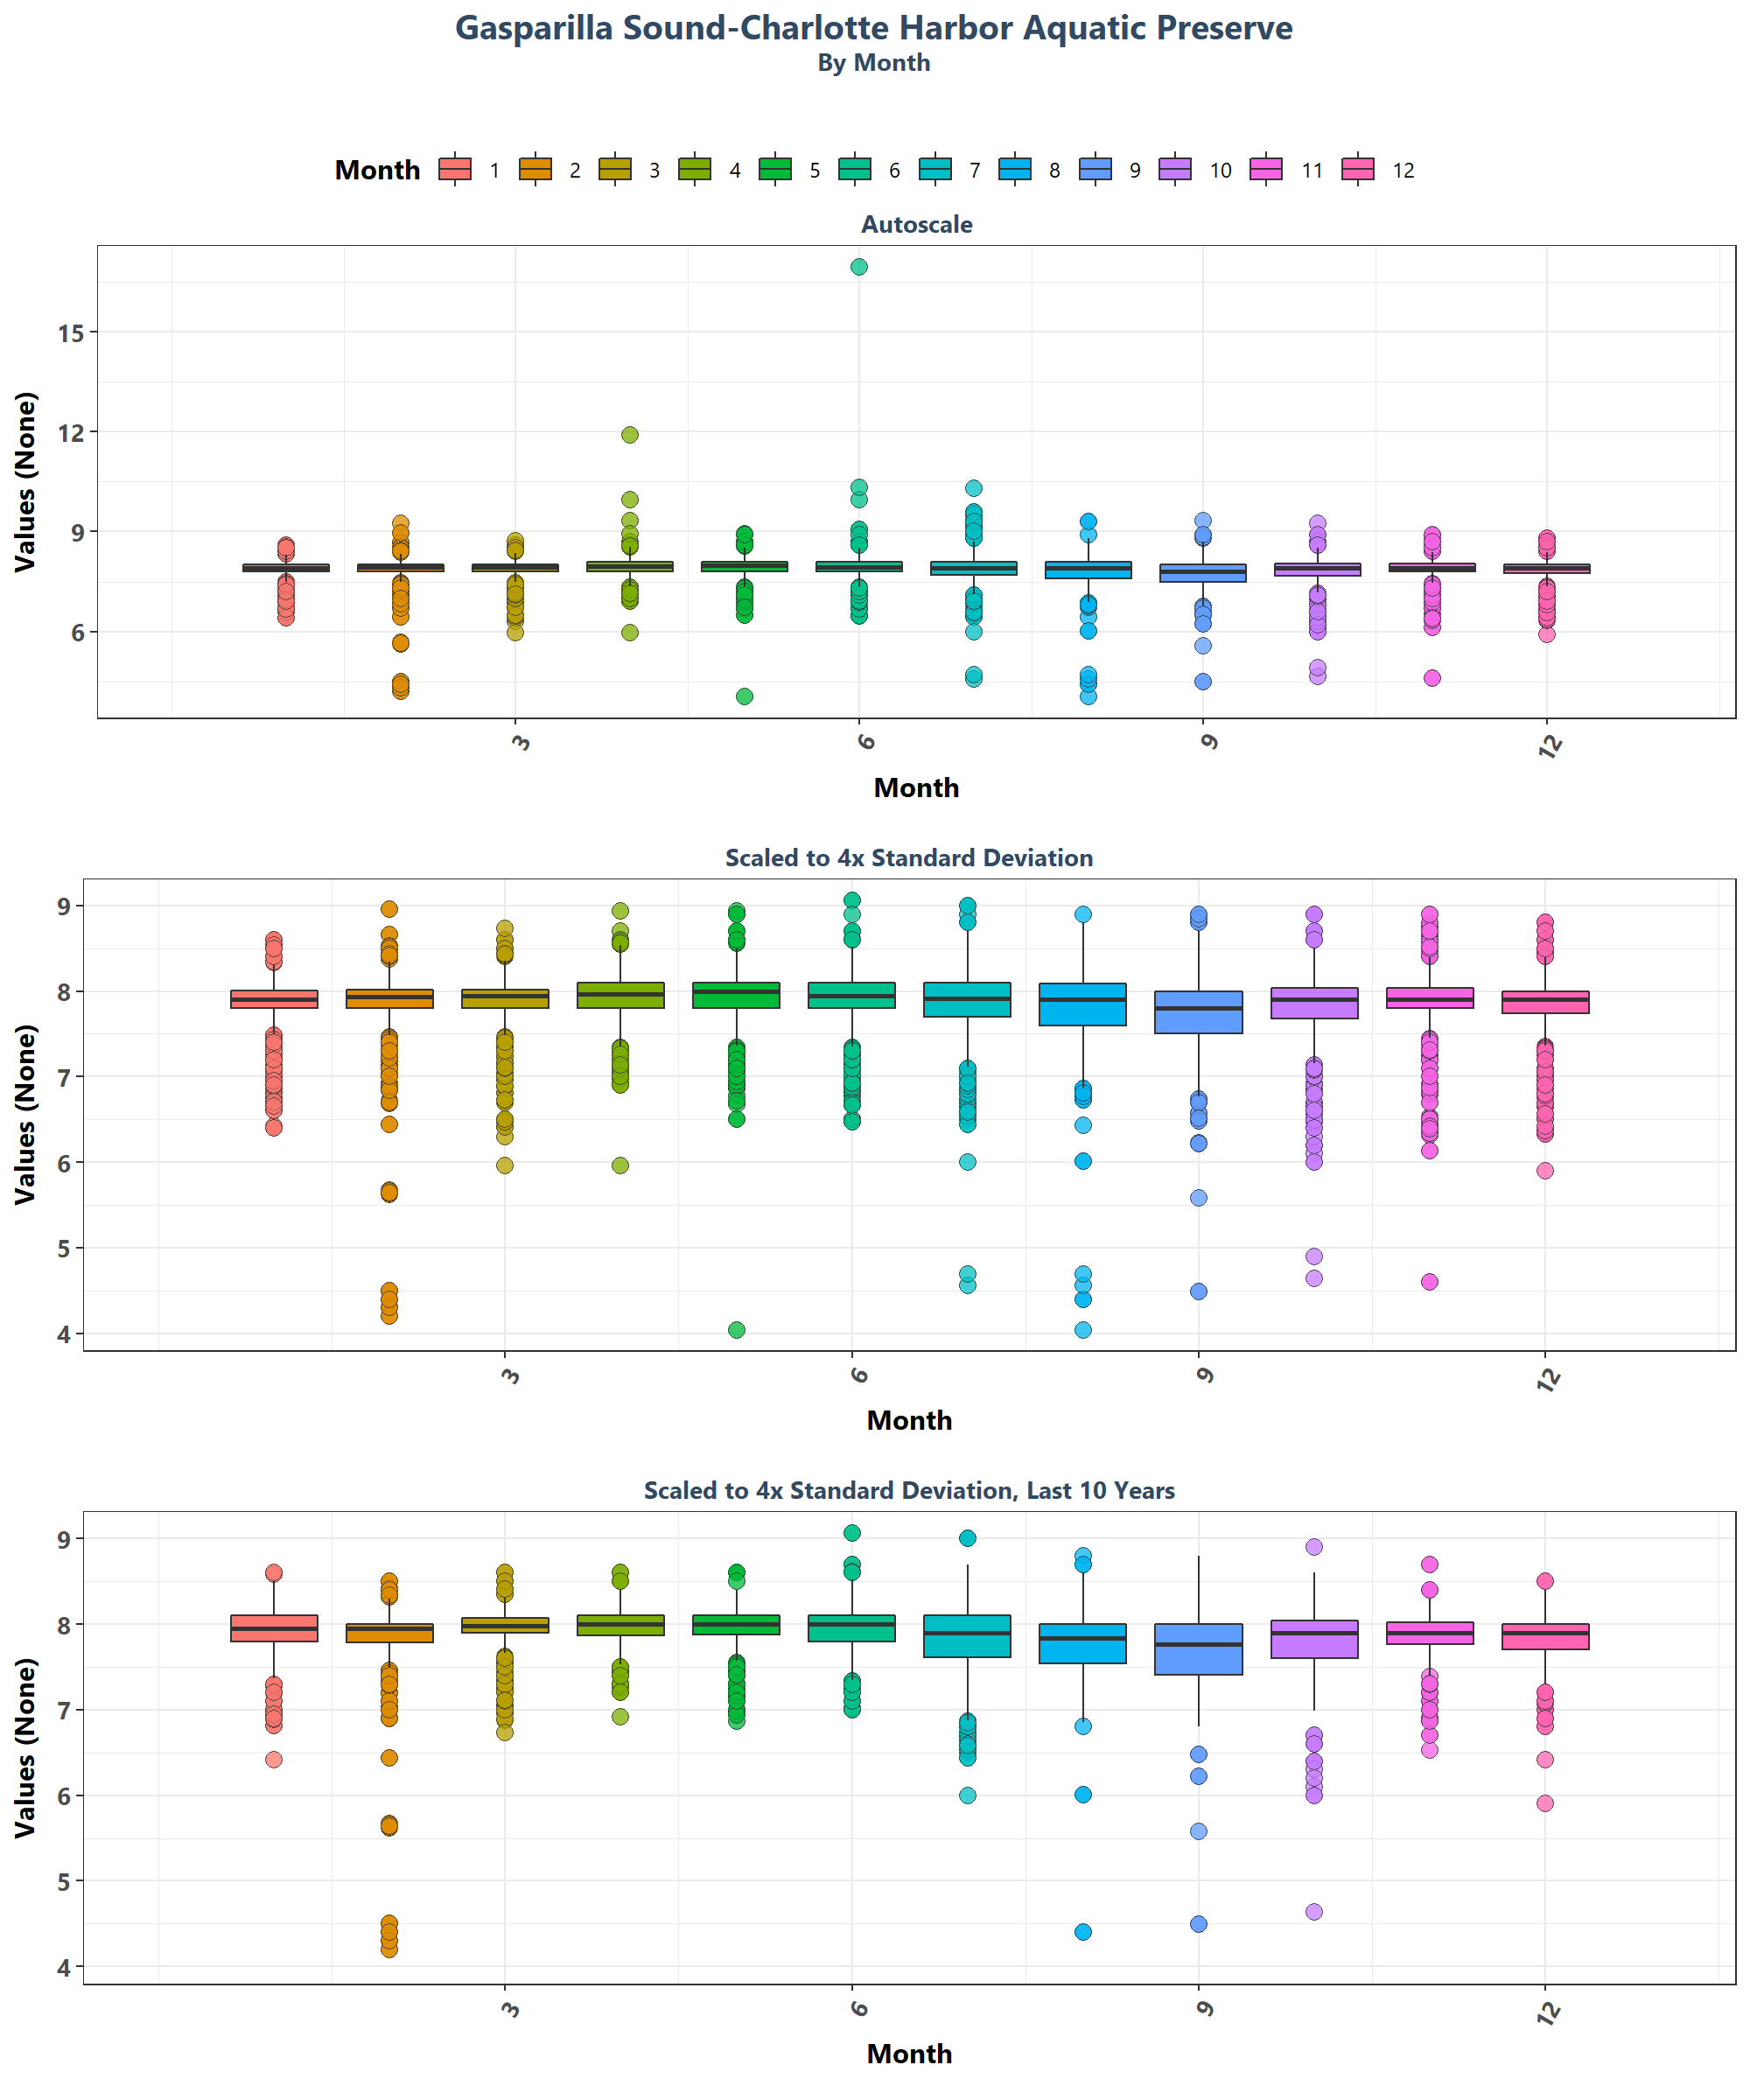 Gasparilla Sound-Charlotte Harbor Aquatic Preserve
By Month
Month 1 2 3 4 5 6 7 8 9 10 11 12
Autoscale
Values (None)
15
12
9
6
3 6 9 12
Month
Scaled to 4x Standard Deviation
Values (None)
9
8
7
6
5
4
3 6 9 12
Month
Scaled to 4x Standard Deviation, Last 10 Years
Values (None)
9
8
7
6
5
4
3 6 9 12
Month